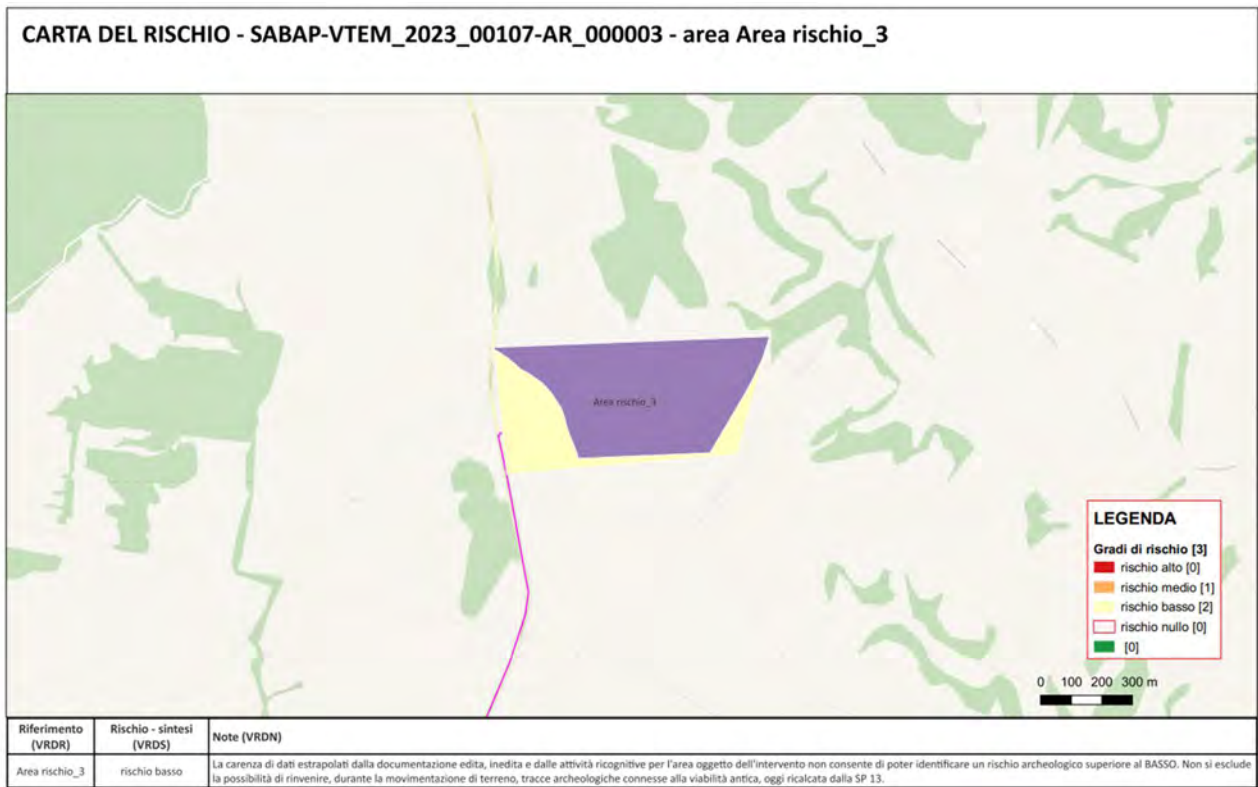 CARTA DEL RISCHIO - SABAP-VTEM_2023_00107-AR_000003 - area Area rischio_3
Area rischio_3
LEGENDA
Gradi di rischio [3]
rischio alto [0]
rischio medio [1]
rischio basso [2]
rischio nullo [0]
[0]
0 100 200 300 m
Riferimento (VRDR)
Rischio - sintesi (VRDS)
Note (VRDN)
Area rischio_3
rischio basso
La carenza di dati estrapolati dalla documentazione edita, inedita e dalle attività ricognitive per l'area oggetto dell'intervento non consente di poter identificare un rischio archeologico superiore al BASSO. Non si esclude
la possibilità di rinvenire, durante la movimentazione di terreno, tracce archeologiche connesse alla viabilità antica, oggi ricalcata dalla SP 13.